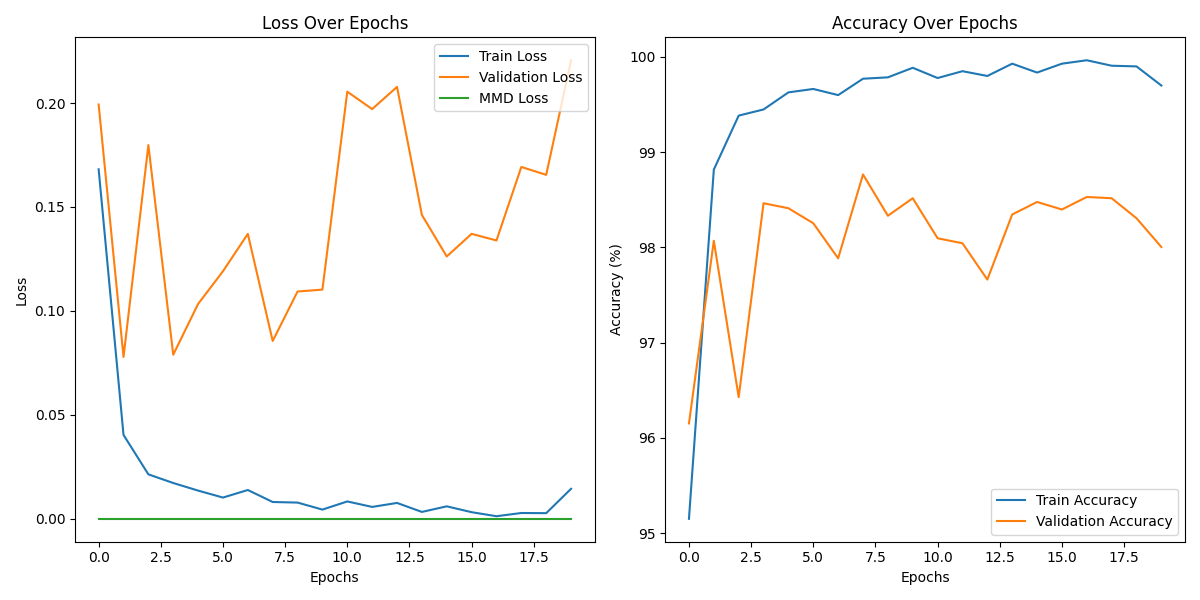 Loss Over Epochs
Loss
0.20
0.15
0.10
0.05
0.00
Train Loss
Validation Loss
MMD Loss
0.0 2.5 5.0 7.5 10.0 12.5 15.0 17.5
Epochs
Accuracy Over Epochs
Accuracy (%)
100
99
98
97
96
95
Train Accuracy
Validation Accuracy
0.0 2.5 5.0 7.5 10.0 12.5 15.0 17.5
Epochs